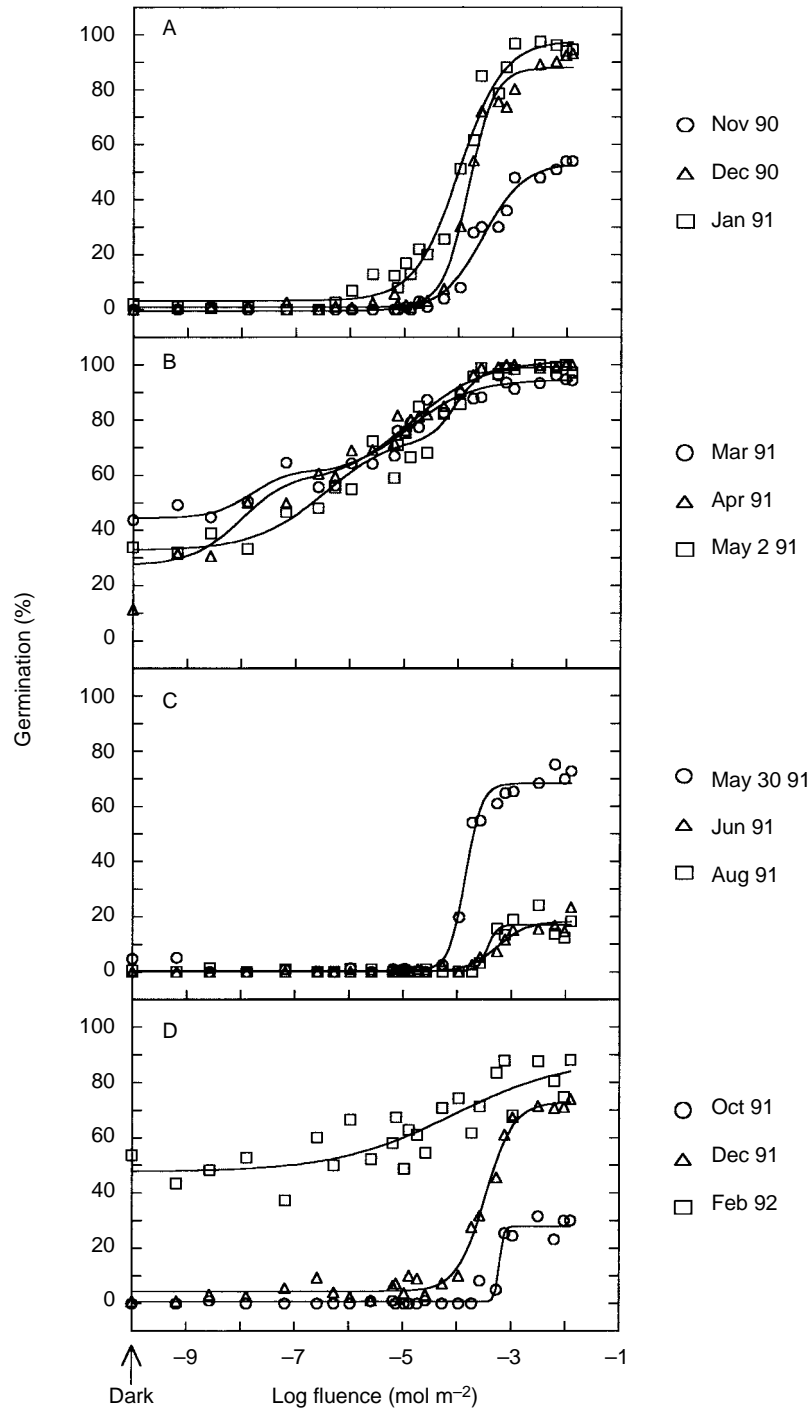 A
100
80
60
40
20
0
Nov 90
Dec 90
Jan 91
B
100
80
60
40
20
0
Mar 91
Apr 91
May 2 91
Germination (%)
C
100
80
60
40
20
0
May 30 91
Jun 91
Aug 91
D
100
80
60
40
20
0
Oct 91
Dec 91
Feb 92
–9 –7 –5 –3 –1
Dark Log fluence (mol m⁻²)